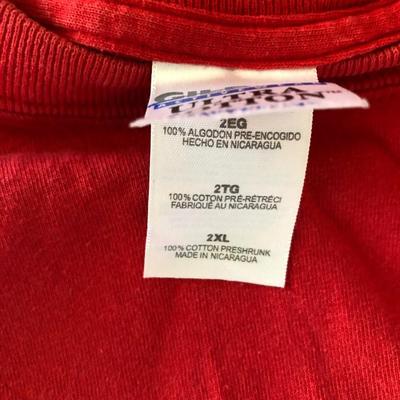 ULTRA
COTTON™
2EG
100% ALGODON PRE-ENCOGIDO
HECHO EN NICARAGUA
2TG
100% COTON PRÉ-RÉTRÉCI
FABRIQUÉ AU NICARAGUA
2XL
100% COTTON PRESHRUNK
MADE IN NICARAGUA